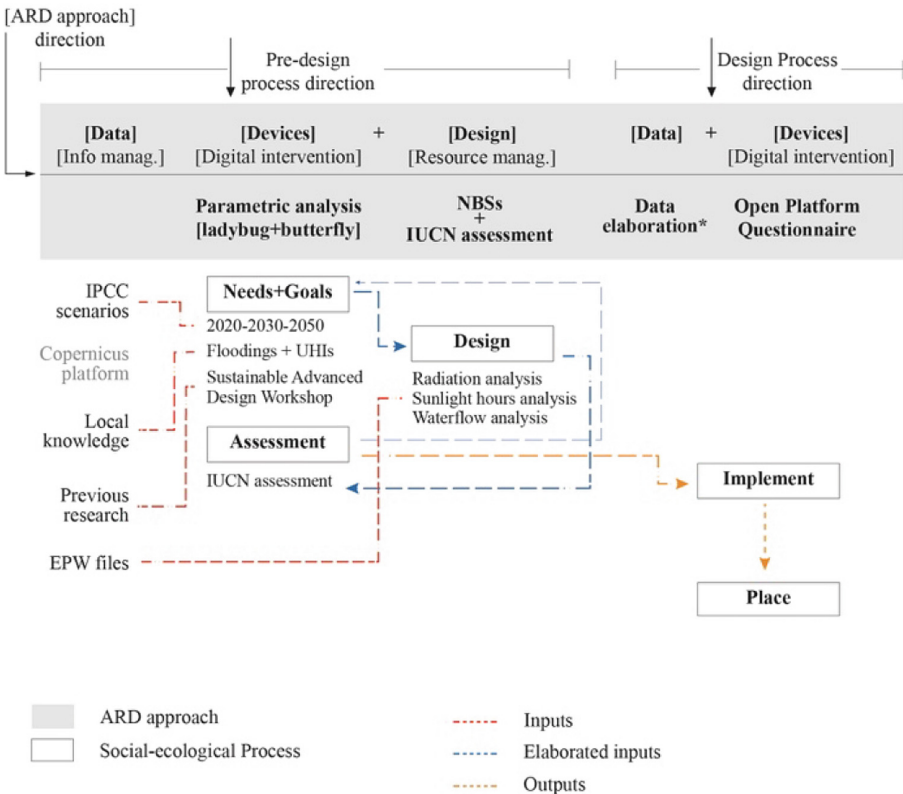 [ARD approach]
direction
Pre-design
process direction
Design Process
direction
[Data]
[Info manag.]
[Devices]
[Digital intervention]
+
[Design]
[Resource manag.]
[Data]
+
[Devices]
[Digital intervention]
Parametric analysis
[ladybug+butterfly]
NBSs
+
IUCN assessment
Data
elaboration*
Open Platform
Questionnaire
IPCC
scenarios
Copernicus
platform
Local
knowledge
Previous
research
EPW files
Needs+Goals
2020-2030-2050
Floodings + UHIs
Sustainable Advanced
Design Workshop
Assessment
IUCN assessment
Design
Radiation analysis
Sunlight hours analysis
Waterflow analysis
Implement
Place
ARD approach
Social-ecological Process
Inputs
Elaborated inputs
Outputs